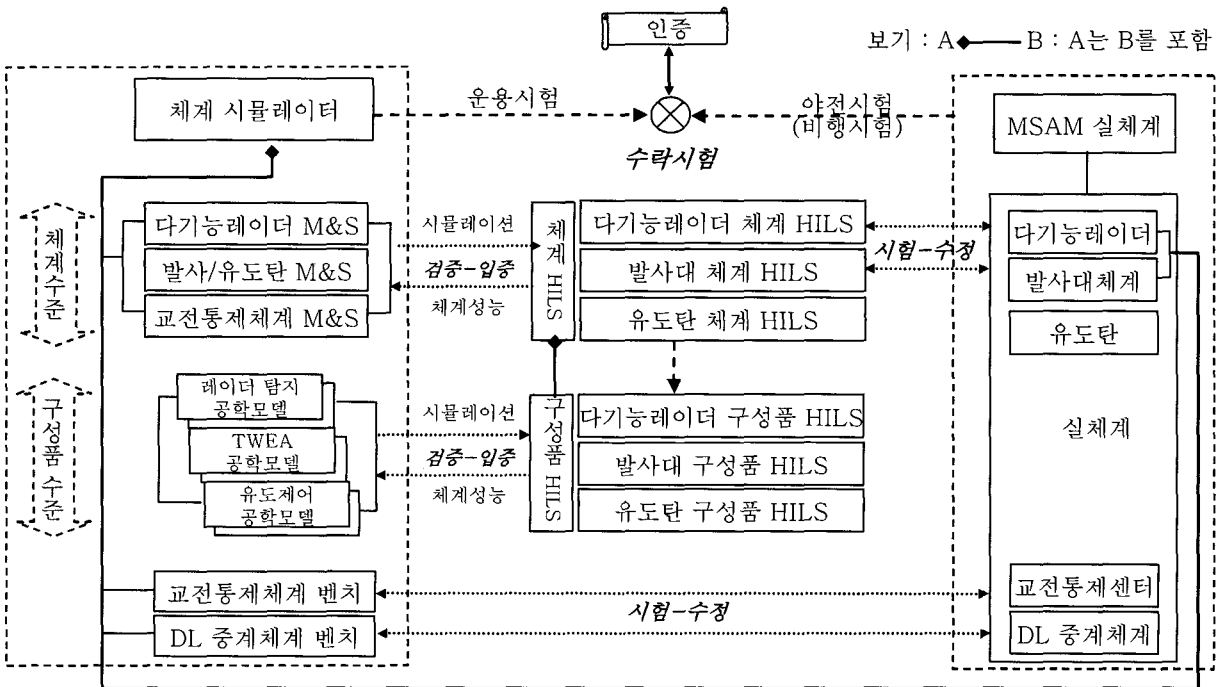 인증
보기 : A B : A는 B를 포함
체계 시뮬레이터
운용시험
야전시험
(비행시험)
수락시험
MSAM 실체계
체계수준
다기능레이더 M&S
발사/유도탄 M&S
교전통제체계 M&S
시뮬레이션
검증-입증
체계성능
체계 HILS
다기능레이더 체계 HILS
발사대 체계 HILS
유도탄 체계 HILS
시험-수정
다기능레이더
발사대체계
유도탄
실체계
구성품 수준
레이더 탐지
공학모델
TWEA
공학모델
유도제어
공학모델
시뮬레이션
검증-입증
체계성능
구성품 HILS
다기능레이더 구성품 HILS
발사대 구성품 HILS
유도탄 구성품 HILS
교전통제체계 벤치
DL 중계체계 벤치
시험-수정
교전통제센터
DL 중계체계